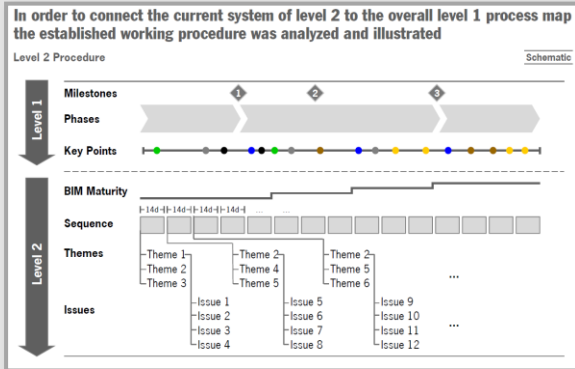 In order to connect the current system of level 2 to the overall level 1 process map
the established working procedure was analyzed and illustrated
Level 2 Procedure
Schematic
Level 1
Milestones
1
2
3
Phases
Key Points
Level 2
BIM Maturity
14d 14d 14d 14d ... ...
Sequence
Themes
Theme 1
Theme 2
Theme 3
Theme 2
Theme 4
Theme 5
Theme 2
Theme 5
Theme 6
...
Issues
Issue 1
Issue 2
Issue 3
Issue 4
Issue 5
Issue 6
Issue 7
Issue 8
Issue 9
Issue 10
Issue 11
Issue 12
...